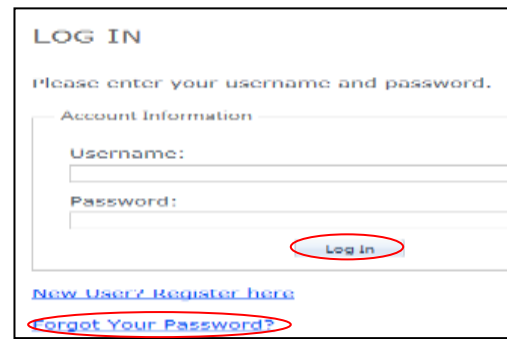 LOG IN
Please enter your username and password.
Account Information
Username:
Password:
Log In
New User? Register here
Forgot Your Password?